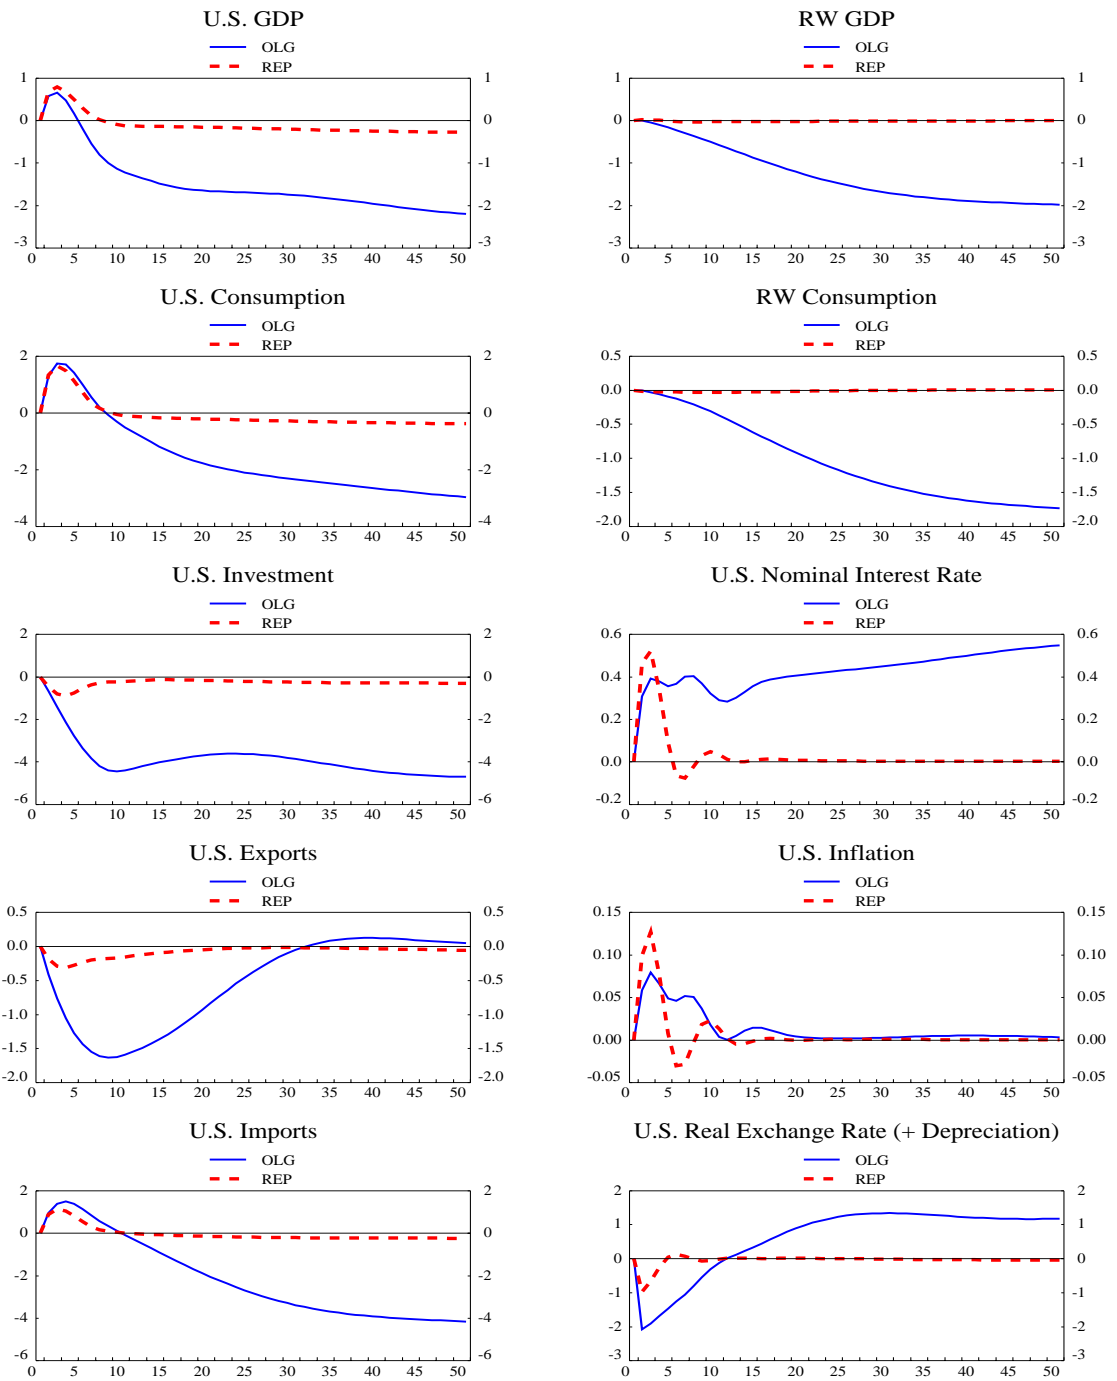 U.S. GDP
OLG
REP
1 1
0 0
-1 -1
-2 -2
-3 -3
0 5 10 15 20 25 30 35 40 45 50
RW GDP
OLG
REP
1 1
0 0
-1 -1
-2 -2
-3 -3
0 5 10 15 20 25 30 35 40 45 50
U.S. Consumption
OLG
REP
2 2
0 0
-2 -2
-4 -4
0 5 10 15 20 25 30 35 40 45 50
RW Consumption
OLG
REP
0.5 0.5
0.0 0.0
-0.5 -0.5
-1.0 -1.0
-1.5 -1.5
-2.0 -2.0
0 5 10 15 20 25 30 35 40 45 50
U.S. Investment
OLG
REP
2 2
0 0
-2 -2
-4 -4
-6 -6
0 5 10 15 20 25 30 35 40 45 50
U.S. Nominal Interest Rate
OLG
REP
0.6 0.6
0.4 0.4
0.2 0.2
0.0 0.0
-0.2 -0.2
0 5 10 15 20 25 30 35 40 45 50
U.S. Exports
OLG
REP
0.5 0.5
0.0 0.0
-0.5 -0.5
-1.0 -1.0
-1.5 -1.5
-2.0 -2.0
0 5 10 15 20 25 30 35 40 45 50
U.S. Inflation
OLG
REP
0.15 0.15
0.10 0.10
0.05 0.05
0.00 0.00
-0.05 -0.05
0 5 10 15 20 25 30 35 40 45 50
U.S. Imports
OLG
REP
2 2
0 0
-2 -2
-4 -4
-6 -6
0 5 10 15 20 25 30 35 40 45 50
U.S. Real Exchange Rate (+ Depreciation)
OLG
REP
2 2
1 1
0 0
-1 -1
-2 -2
-3 -3
0 5 10 15 20 25 30 35 40 45 50